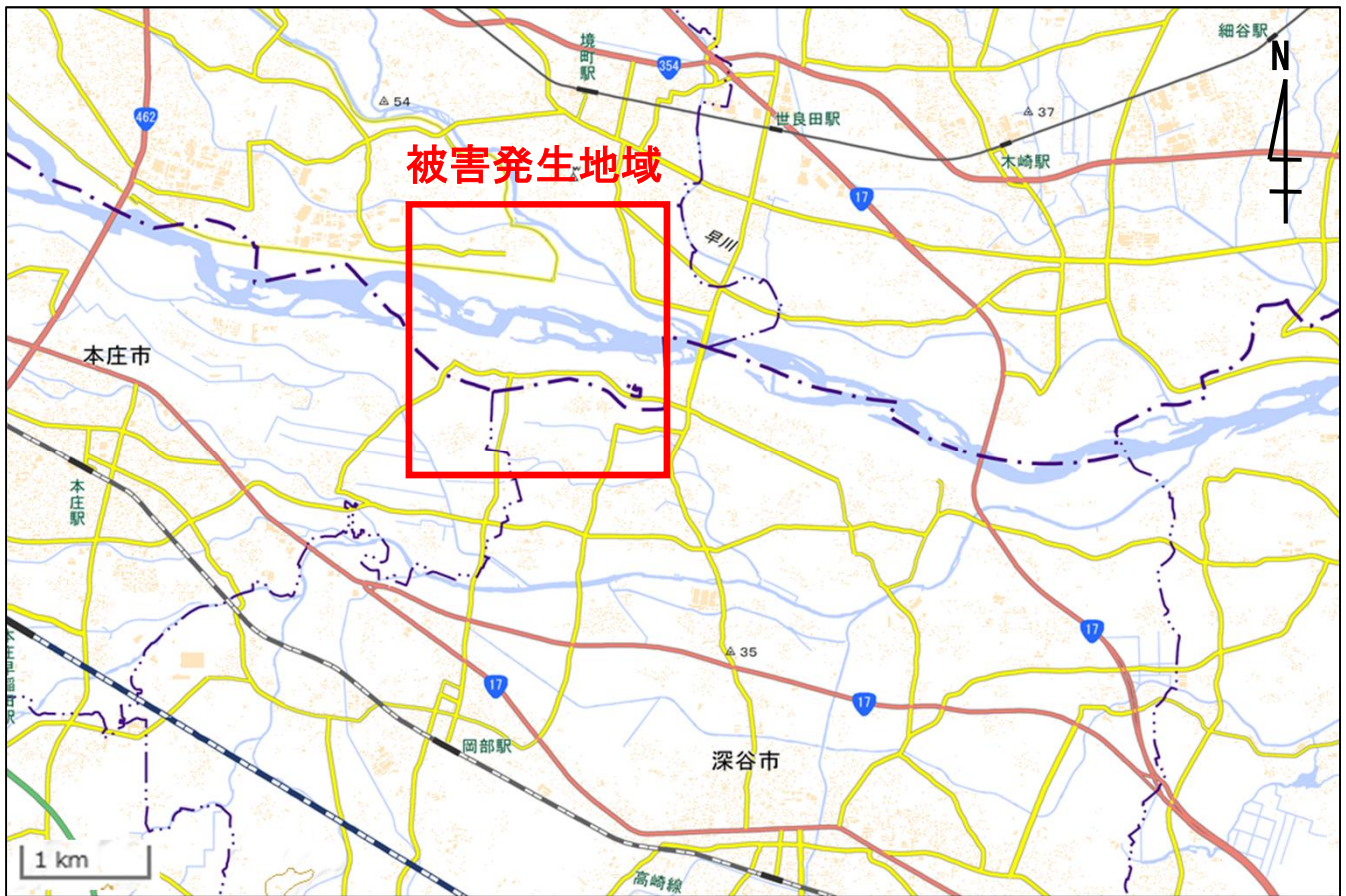 細谷駅
N
境町駅
354
54
462
37
世良田駅
木崎駅
被害発生地域
17
早川
本庄市
本庄駅
17
35
17
17
岡部駅
深谷市
1 km
高崎線